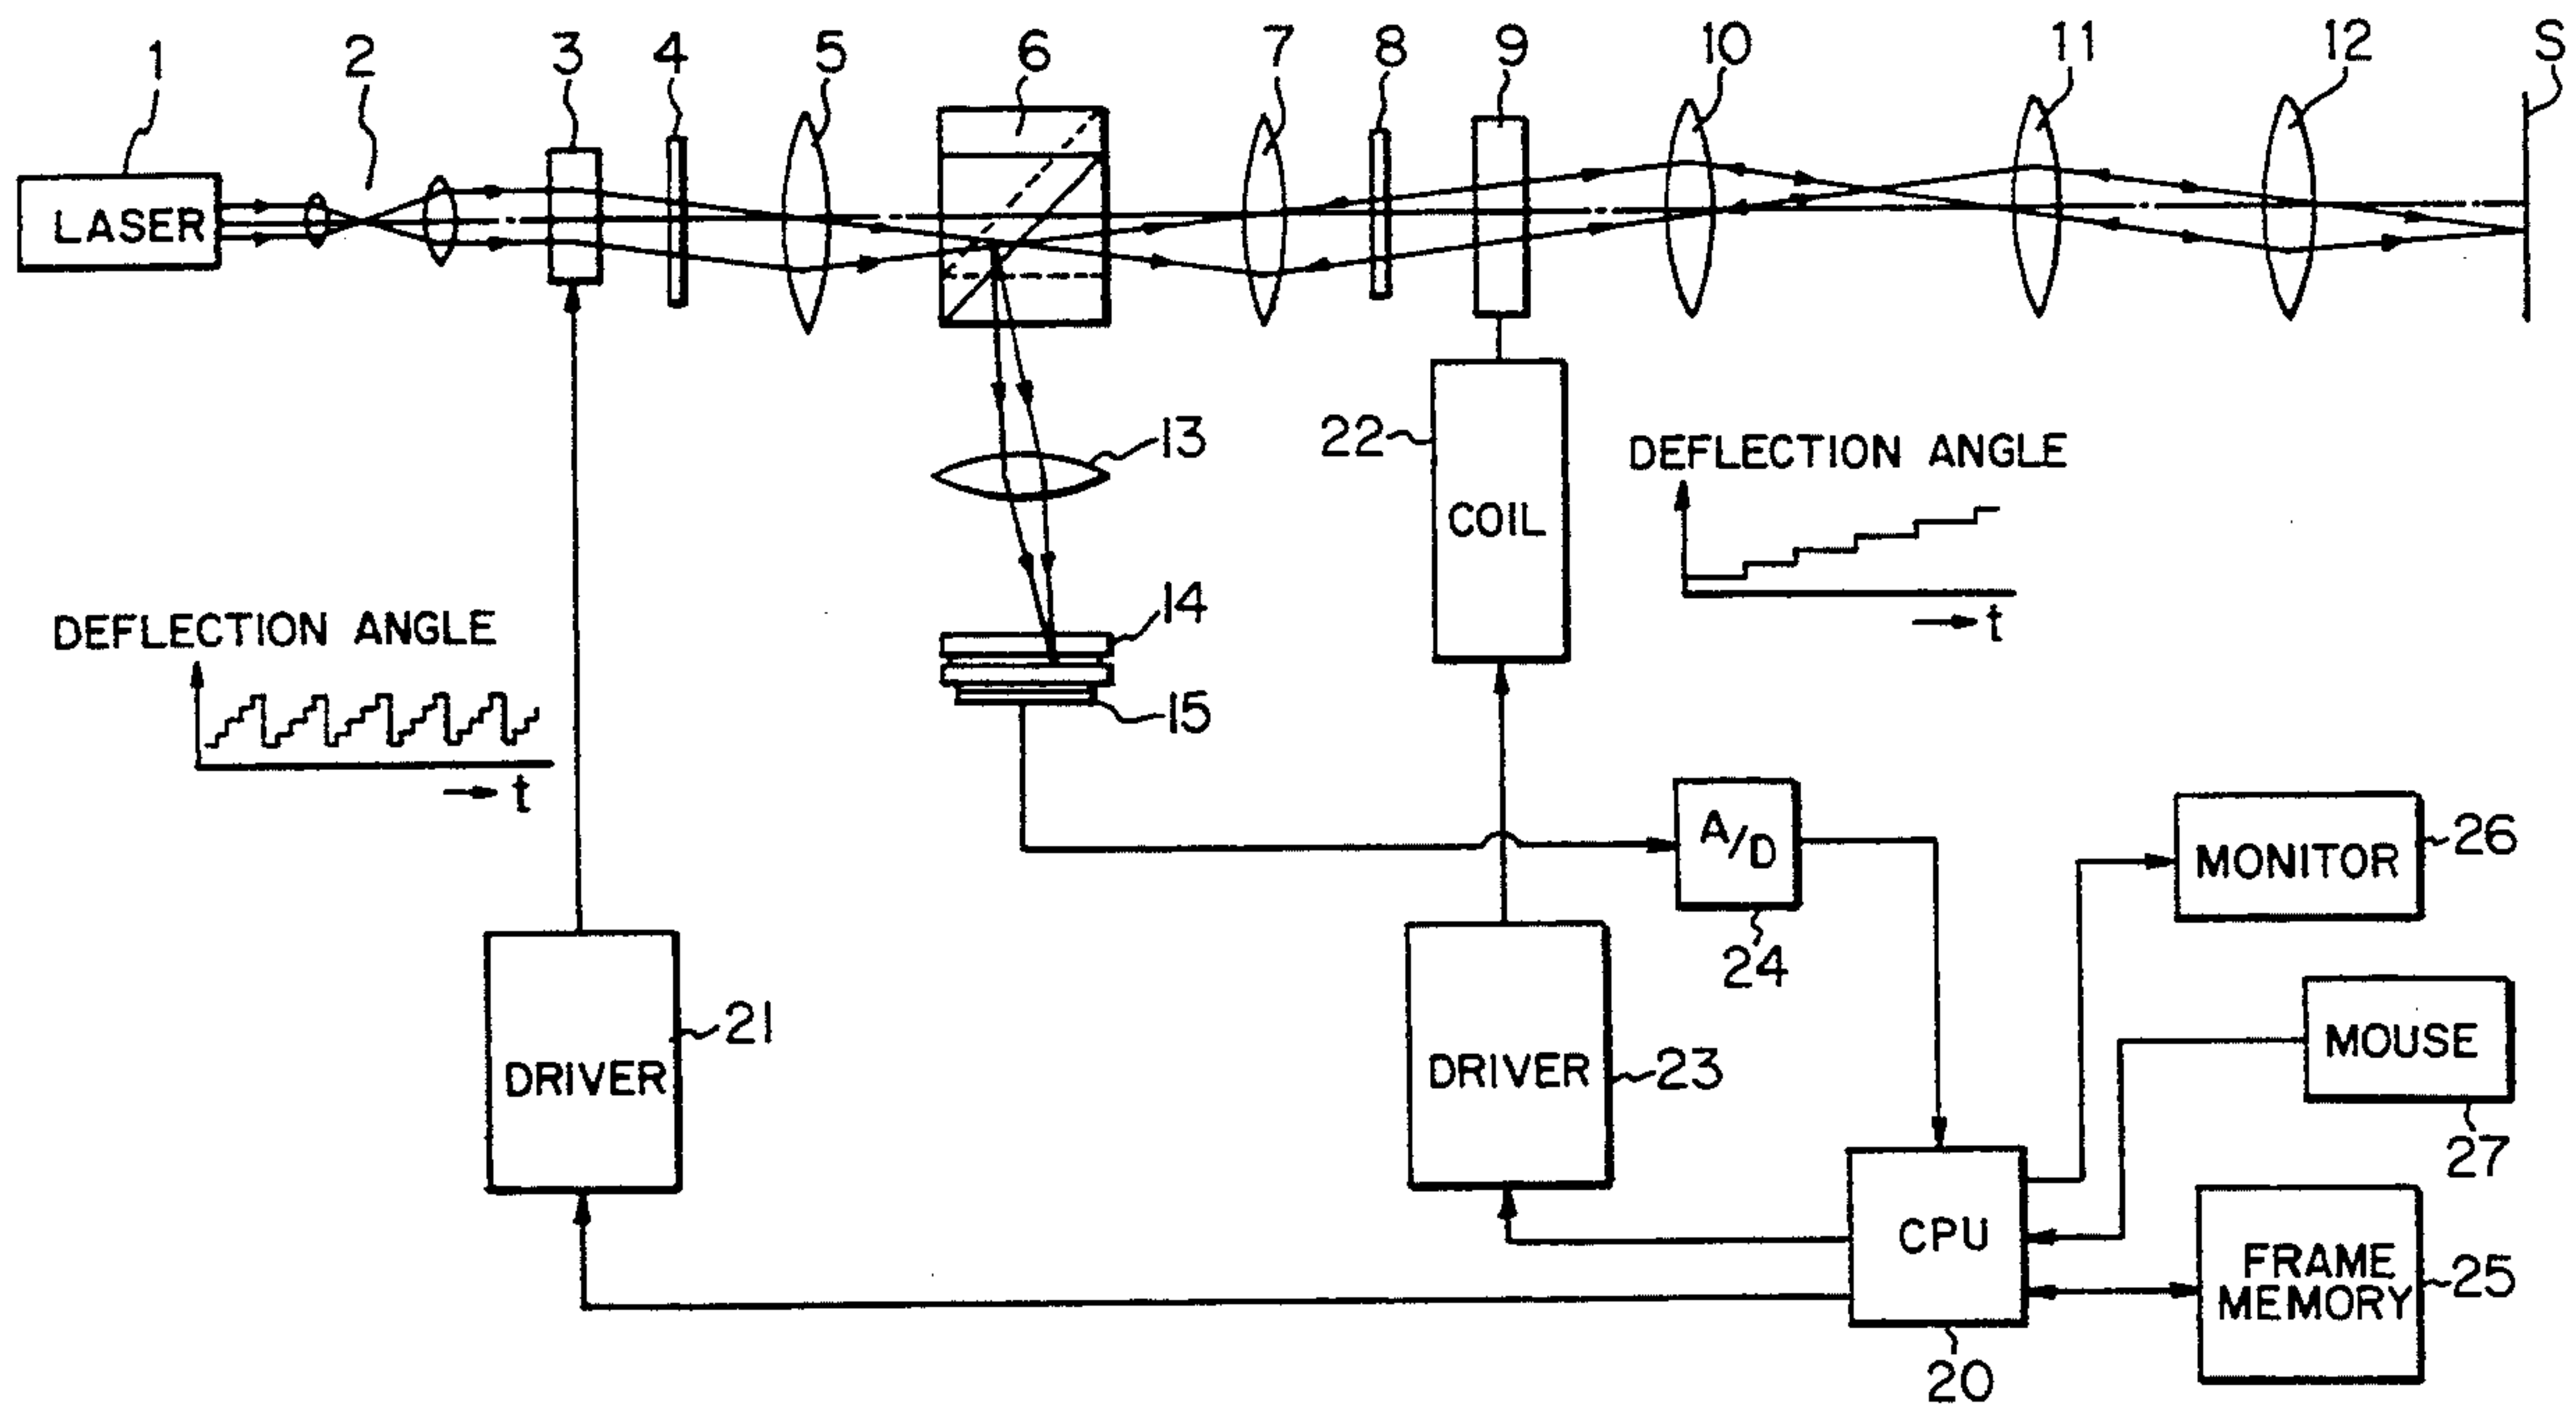 1 2 3 4 5 6 7 8 9 10 11 12 S
LASER
13
22
COIL
DEFLECTION ANGLE
t
14
15
DEFLECTION ANGLE
t
A/D
24
MONITOR
26
DRIVER
21
DRIVER
23
MOUSE
27
CPU
20
FRAME
MEMORY
25